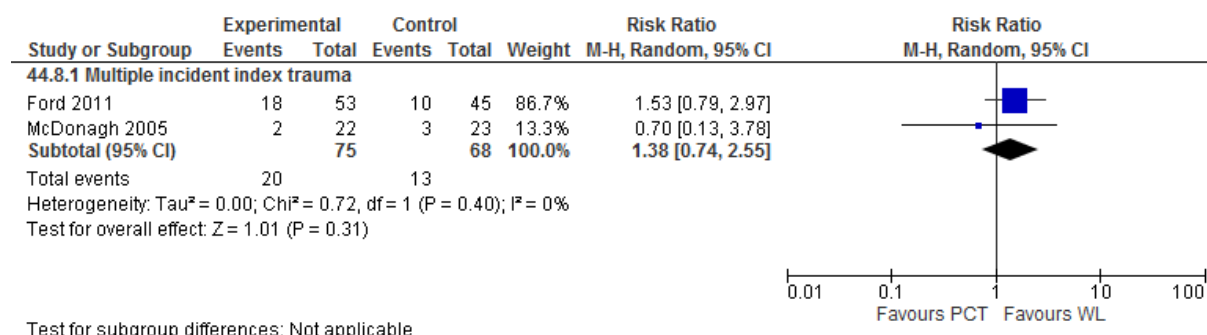 Experimental Control Risk Ratio Risk Ratio
Study or Subgroup Events Total Events Total Weight M-H, Random, 95% CI M-H, Random, 95% CI
44.8.1 Multiple incident index trauma
Ford 2011 18 53 10 45 86.7% 1.53 [0.79, 2.97]
McDonagh 2005 2 22 3 23 13.3% 0.70 [0.13, 3.78]
Subtotal (95% CI) 75 68 100.0% 1.38 [0.74, 2.55]
Total events 20 13
Heterogeneity: Tau² = 0.00; Chi² = 0.72, df = 1 (P = 0.40); I² = 0%
Test for overall effect: Z = 1.01 (P = 0.31)
0.01 0.1 1 10 100
Favours PCT Favours WL
Test for subgroup differences: Not applicable